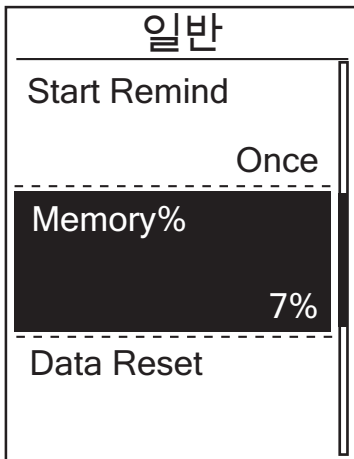 일반
Start Remind
Once
Memory%
7%
Data Reset